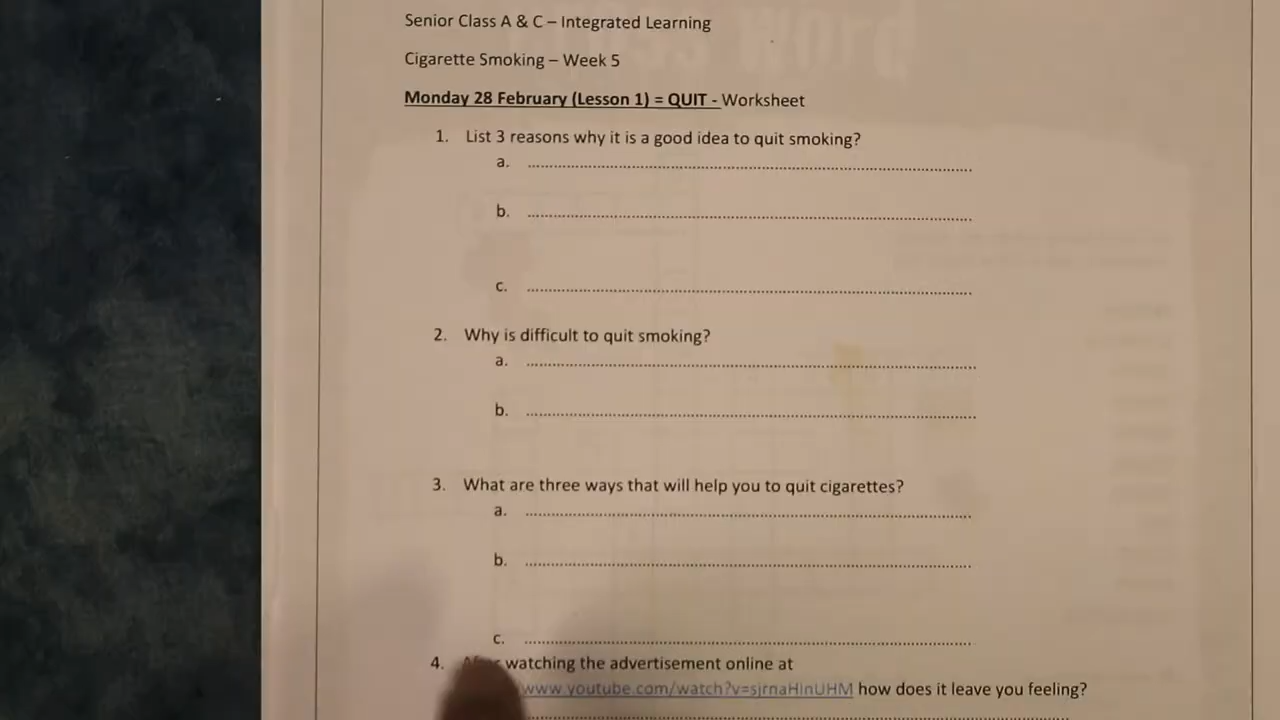 Senior Class A & C – Integrated Learning
Cigarette Smoking – Week 5
Monday 28 February (Lesson 1) = QUIT - Worksheet
1. List 3 reasons why it is a good idea to quit smoking?
a. ........................................
b. ........................................
c. ........................................
2. Why is difficult to quit smoking?
a. ........................................
b. ........................................
3. What are three ways that will help you to quit cigarettes?
a. ........................................
b. ........................................
c. ........................................
4. After watching the advertisement online at
www.youtube.com/watch?v=sjrnaHInUHM how does it leave you feeling?